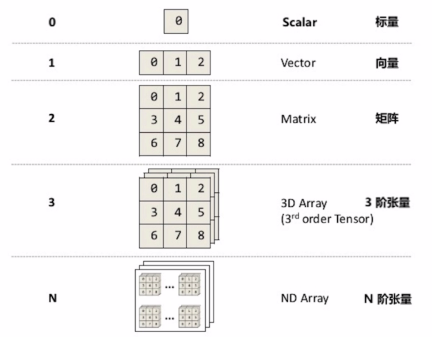 0 0 Scalar 标量
1 0 1 2 Vector 向量
0 1 2
2 3 4 5 Matrix 矩阵
6 7 8
0 1 2
3 3 4 5 3D Array 3 阶张量
(3rd order Tensor)
6 7 8
N ... ND Array N 阶张量
...